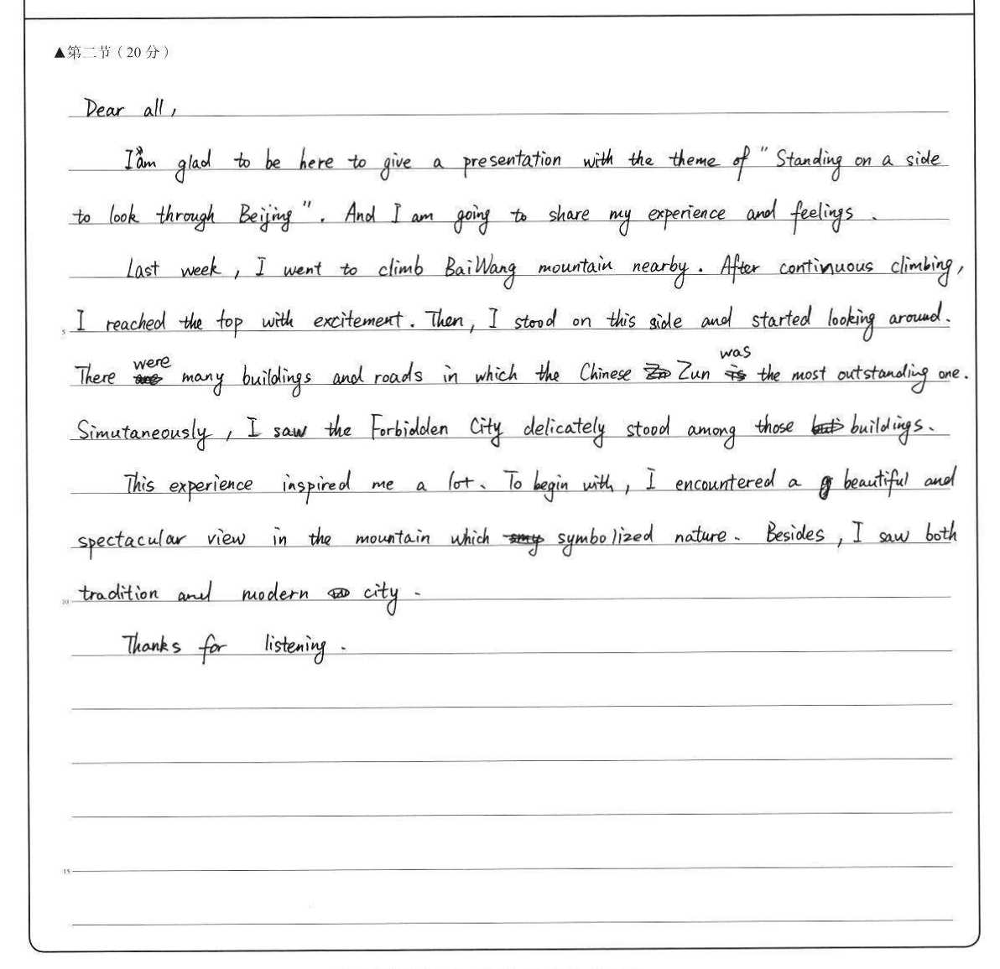 ▲第二节（20 分）
Dear all,
I'am glad to be here to give a presentation with the theme of "Standing on a side
to look through Beijing". And I am going to share my experience and feelings.
Last week, I went to climb BaiWang mountain nearby. After continuous climbing,
5 I reached the top with excitement. Then, I stood on this side and started looking around.
There were many buildings and roads in which the Chinese Zun was the most outstanding one.
Simutaneously, I saw the Forbidden City delicately stood among those buildings.
This experience inspired me a lot. To begin with, I encountered a beautiful and
spectacular view in the mountain which symbolized nature. Besides, I saw both
10 tradition and modern city.
Thanks for listening.
15